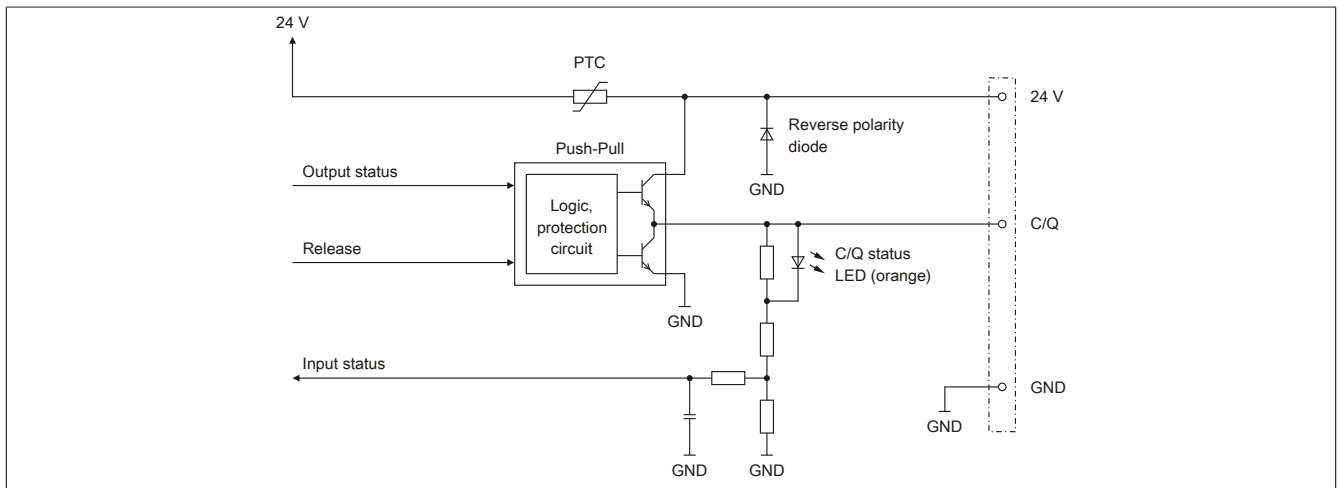 24 V
PTC
24 V
Reverse polarity
diode
Push-Pull
Output status
GND
Logic,
protection
circuit
C/Q
Release
C/Q status
LED (orange)
GND
Input status
GND
GND
GND
GND